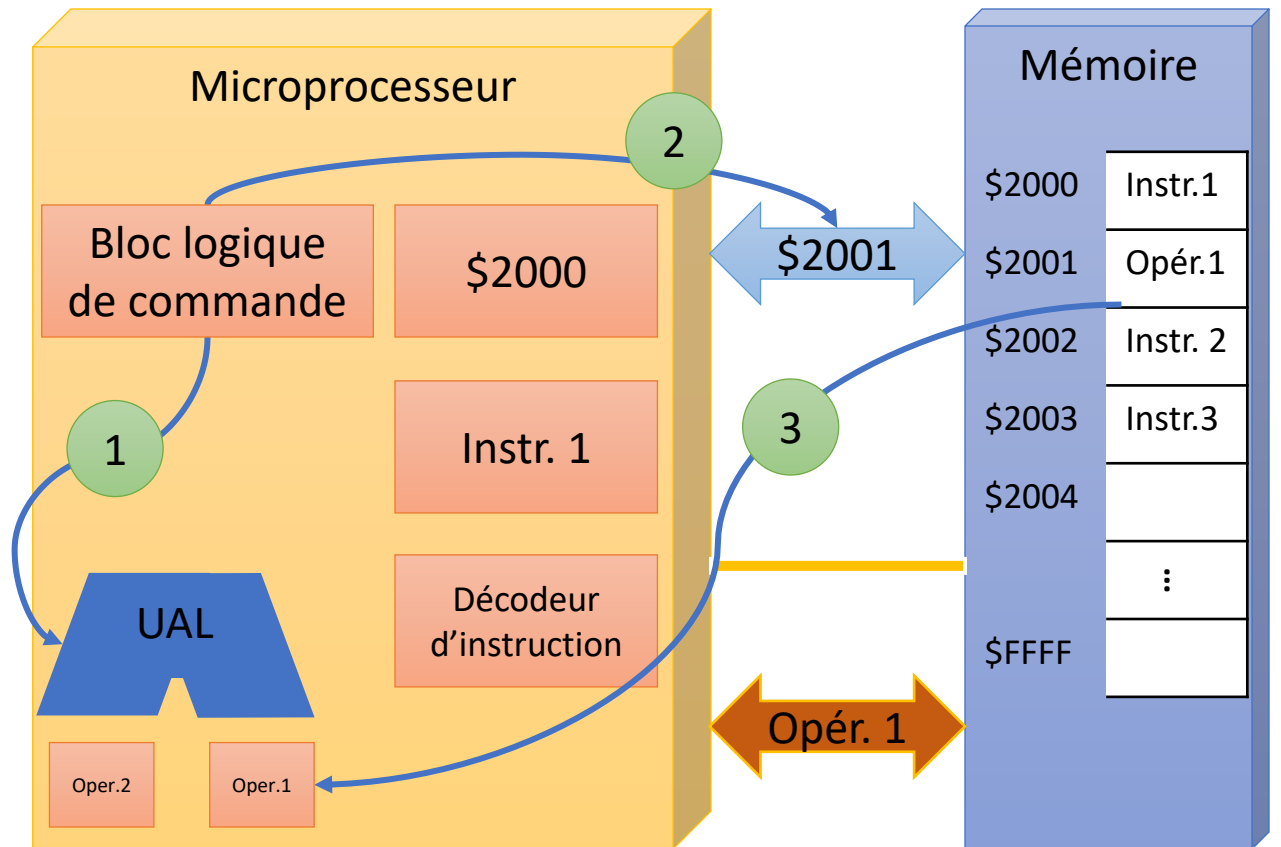 Microprocesseur
Mémoire
2
$2000 Instr.1
Bloc logique
de commande
$2000
$2001
$2001 Opér.1
$2002 Instr. 2
1
Instr. 1
3
$2003 Instr.3
$2004
⋮
UAL
Décodeur
d’instruction
$FFFF
Opér. 1
Oper.2
Oper.1